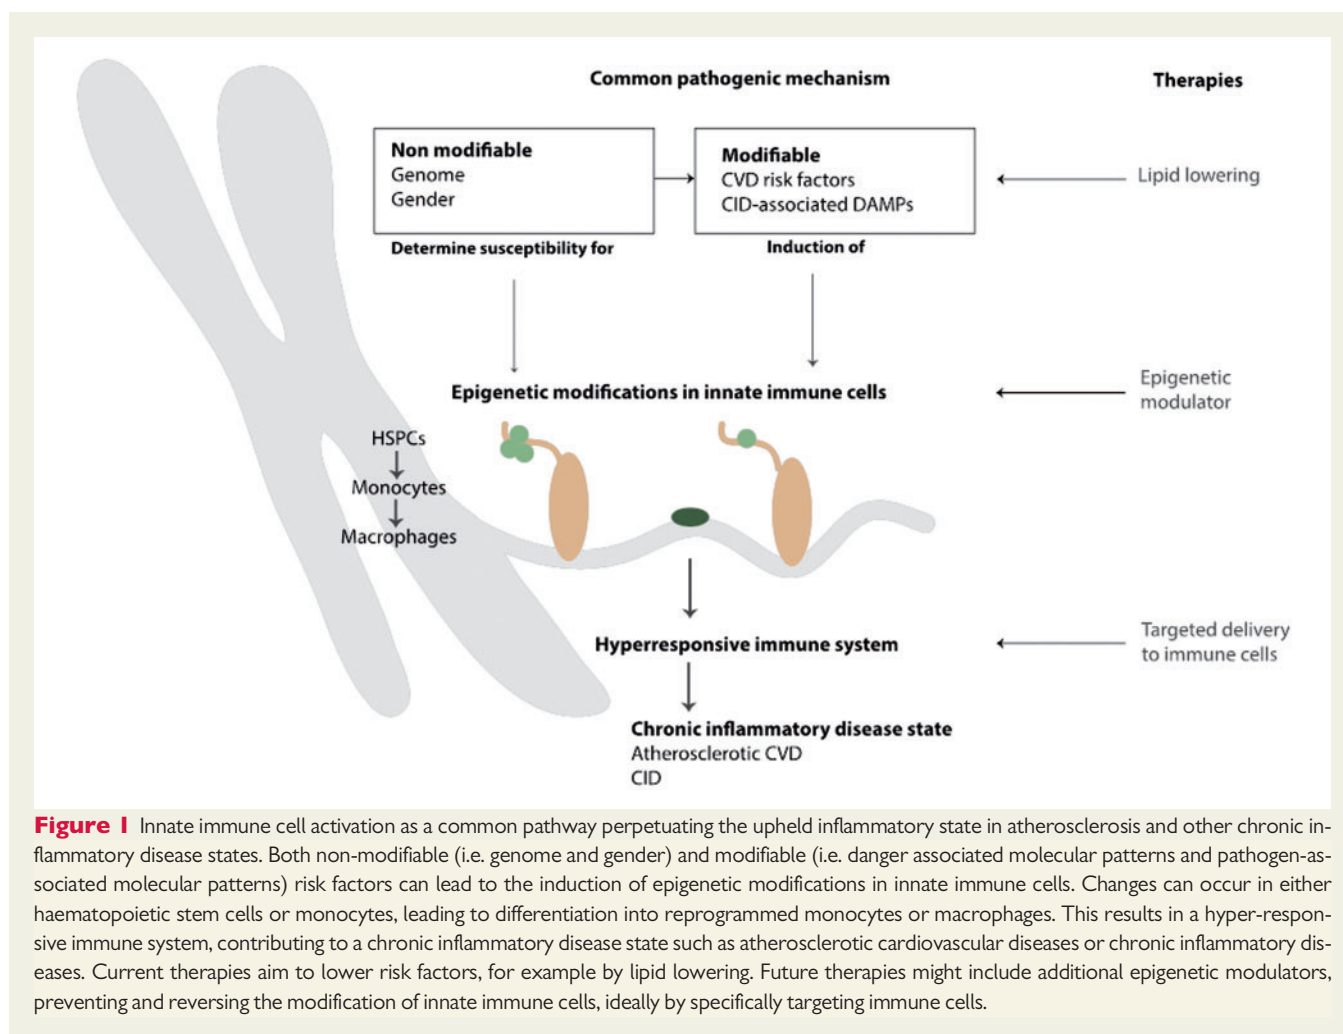 Common pathogenic mechanism
Therapies
Non modifiable
Genome
Gender
Modifiable
CVD risk factors
CID-associated DAMPs
Lipid lowering
Determine susceptibility for
Induction of
Epigenetic modifications in innate immune cells
Epigenetic
modulator
HSPCs
Monocytes
Macrophages
Hyperresponsive immune system
Targeted delivery
to immune cells
Chronic inflammatory disease state
Atherosclerotic CVD
CID
Figure 1 Innate immune cell activation as a common pathway perpetuating the upheld inflammatory state in atherosclerosis and other chronic in-
flammatory disease states. Both non-modifiable (i.e. genome and gender) and modifiable (i.e. danger associated molecular patterns and pathogen-as-
sociated molecular patterns) risk factors can lead to the induction of epigenetic modifications in innate immune cells. Changes can occur in either
haematopoietic stem cells or monocytes, leading to differentiation into reprogrammed monocytes or macrophages. This results in a hyper-respon-
sive immune system, contributing to a chronic inflammatory disease state such as atherosclerotic cardiovascular diseases or chronic inflammatory dis-
eases. Current therapies aim to lower risk factors, for example by lipid lowering. Future therapies might include additional epigenetic modulators,
preventing and reversing the modification of innate immune cells, ideally by specifically targeting immune cells.